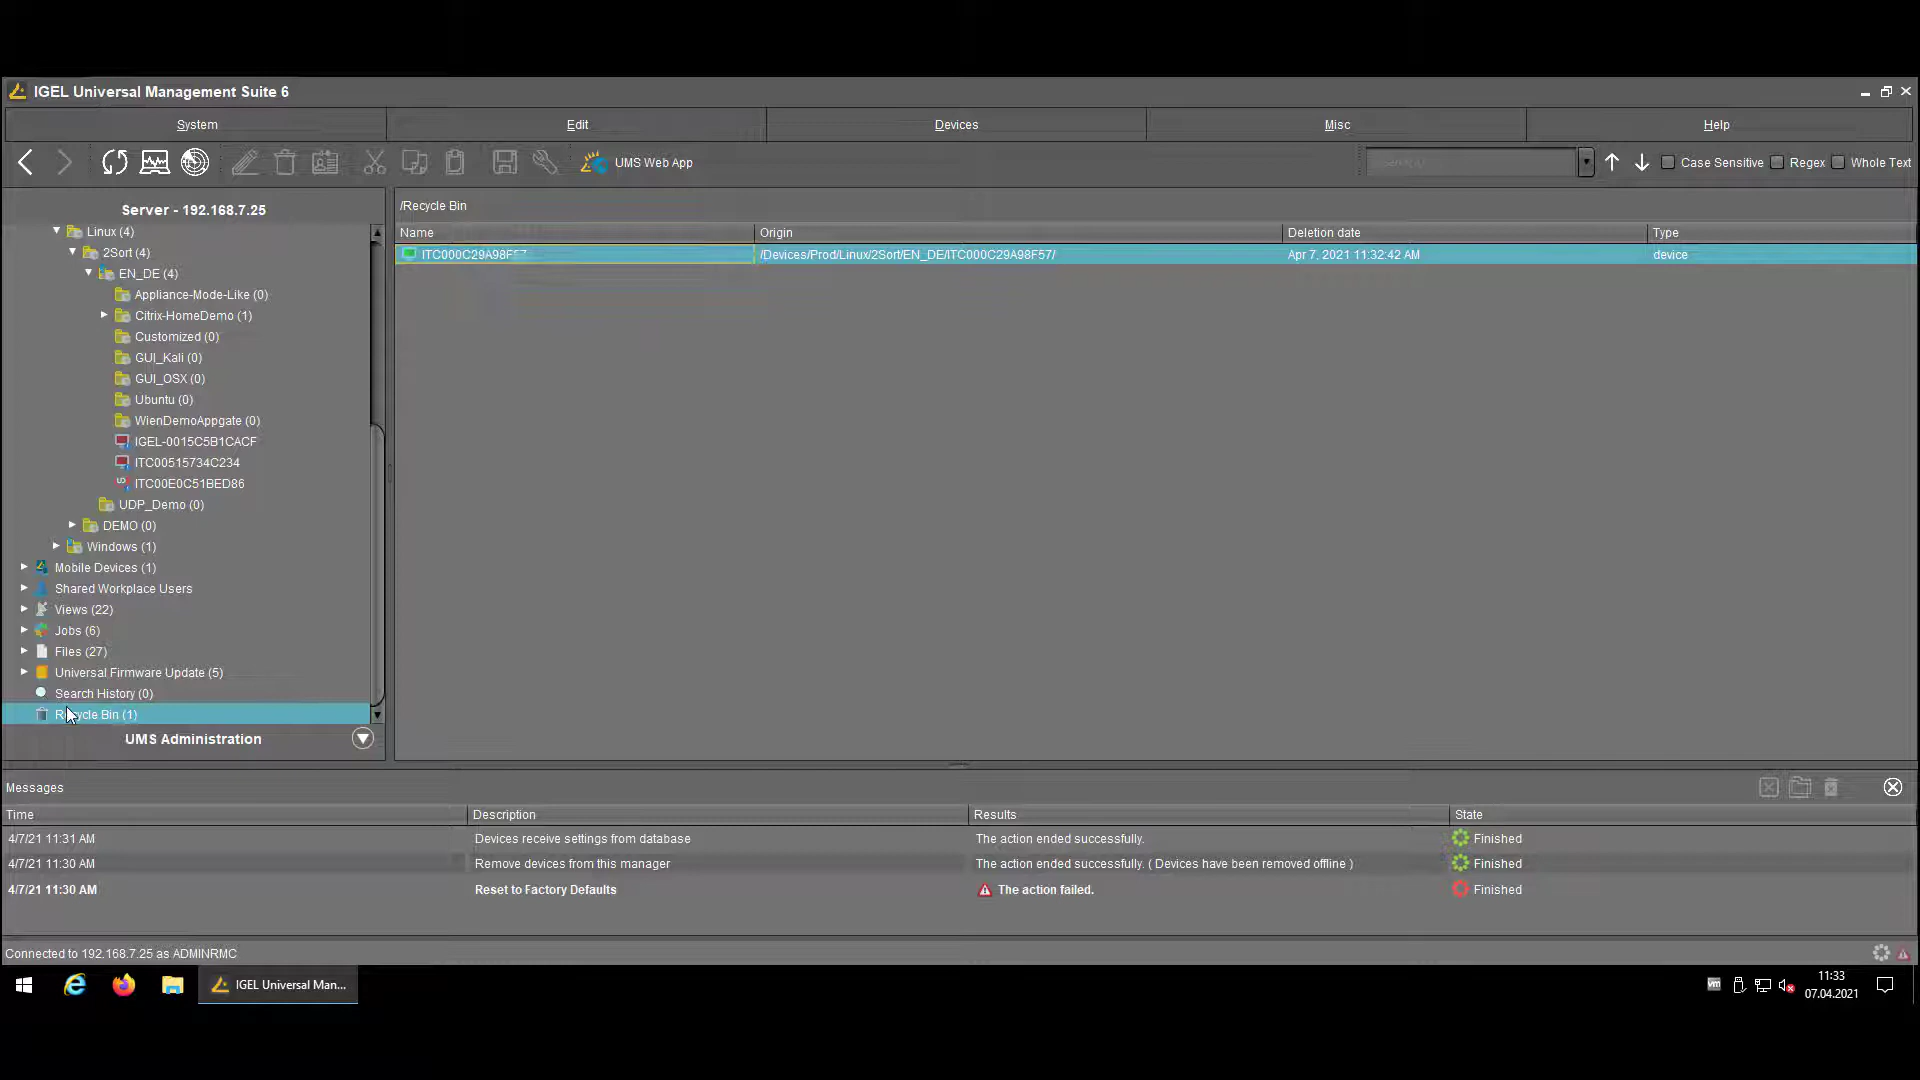 IGEL Universal Management Suite 6
System Edit Devices Misc Help
UMS Web App Case Sensitive Regex Whole Text
Server - 192.168.7.25
Linux (4)
2Sort (4)
EN_DE (4)
Appliance-Mode-Like (0)
Citrix-HomeDemo (1)
Customized (0)
GUI_Kali (0)
GUI_OSX (0)
Ubuntu (0)
WienDemoAppgate (0)
IGEL-0015C5B1CACF
ITC00515734C234
ITC00E0C51BED86
UDP_Demo (0)
DEMO (0)
Windows (1)
Mobile Devices (1)
Shared Workplace Users
Views (22)
Jobs (6)
Files (27)
Universal Firmware Update (5)
Search History (0)
Recycle Bin (1)
UMS Administration
/Recycle Bin
Name Origin Deletion date Type
ITC000C29A98F57 /Devices/Prod/Linux/2Sort/EN_DE/ITC000C29A98F57/ Apr 7, 2021 11:32:42 AM device
Messages
Time Description Results State
4/7/21 11:31 AM Devices receive settings from database The action ended successfully. Finished
4/7/21 11:30 AM Remove devices from this manager The action ended successfully. ( Devices have been removed offline ) Finished
4/7/21 11:30 AM Reset to Factory Defaults The action failed. Finished
Connected to 192.168.7.25 as ADMINRMC
IGEL Universal Man...
vm
11:33
07.04.2021